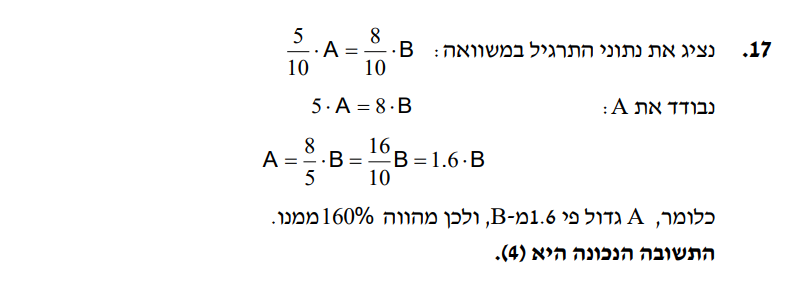 17. נציג את נתוני התרגיל במשוואה: 5/10 · A = 8/10 · B
נבודד את A: 5 · A = 8 · B
A = 8/5 · B = 16/10 B = 1.6 · B
כלומר, A גדול פי 1.6מ-B, ולכן מהווה 160% ממנו.
התשובה הנכונה היא (4).